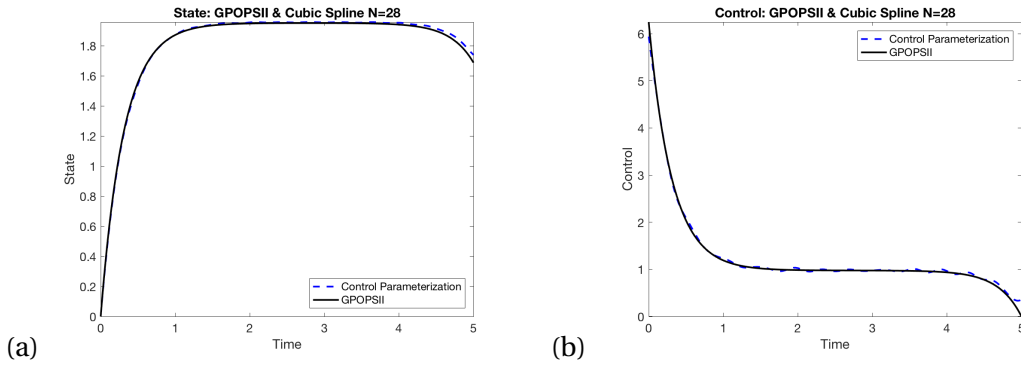 State: GPOPSII & Cubic Spline N=28
1.8
1.6
1.4
1.2
1
0.8
0.6
0.4
0.2
0
State
0 1 2 3 4 5
Time
Control Parameterization
GPOPSII
(a)
Control: GPOPSII & Cubic Spline N=28
6
5
4
3
2
1
0
Control
0 1 2 3 4 5
Time
Control Parameterization
GPOPSII
(b)